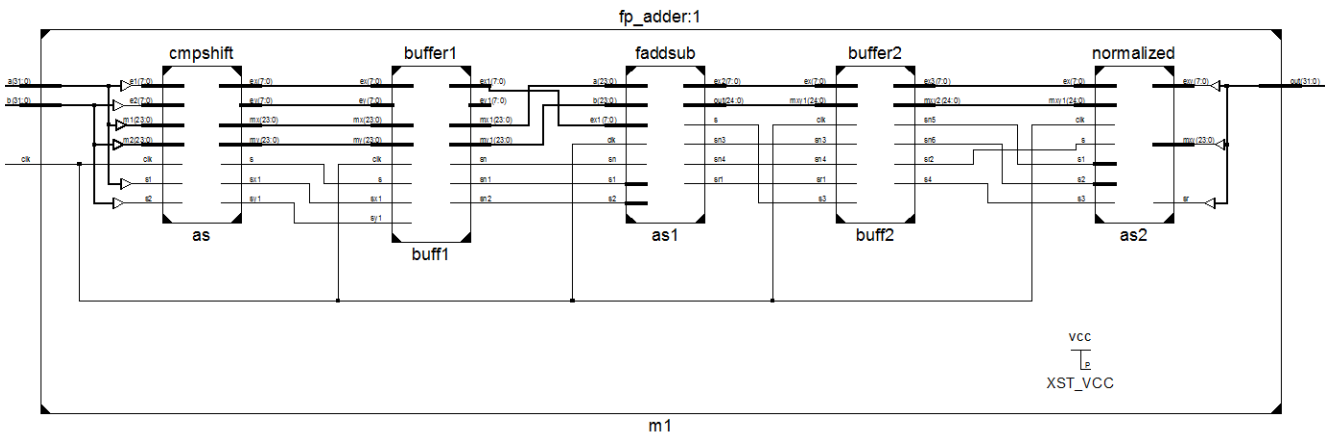 fp_adder:1
cmpshift
buffer1
faddsub
buffer2
normalized
a(31:0) e1(7:0) ex(7:0) ex(7:0) ex1(7:0) a(23:0) ex2(7:0) ex(7:0) ex3(7:0) ex(7:0) exy(7:0) out(31:0)
b(31:0) e2(7:0) ey(7:0) ey(7:0) ey1(7:0) b(23:0) out(24:0) mxy1(24:0) mxy2(24:0) mxy1(24:0)
m1(23:0) mx(23:0) mx(23:0) mx1(23:0) ex1(7:0) s clk sn5 clk
m2(23:0) my(23:0) my(23:0) my1(23:0) clk sn3 sn3 sn6 s mxy(23:0)
clk clk s clk sn sn sn4 sn4 sr2 s1
s1 sx1 s sn1 s1 sr1 sr1 s4 s2
s2 sy1 sx1 sn2 s2 s3 s3 sr
sy1
as
buff1
as1
buff2
as2
vcc
P
XST_VCC
m1